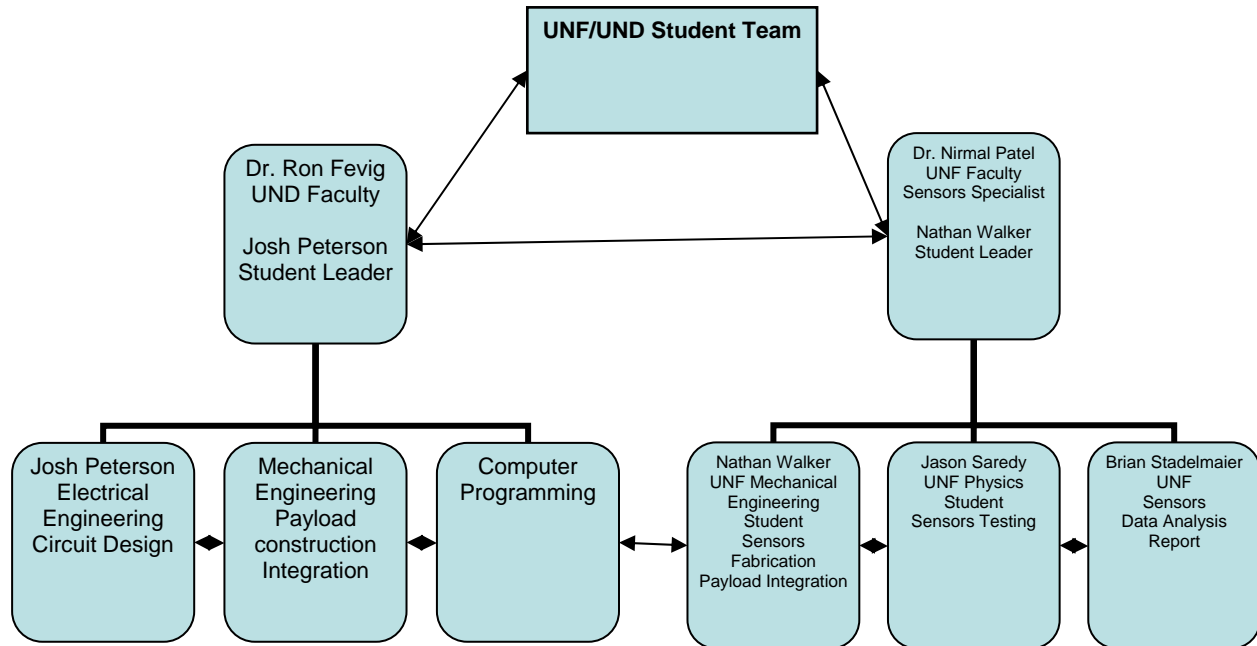 UNF/UND Student Team
Dr. Ron Fevig
UND Faculty
Josh Peterson
Student Leader
Dr. Nirmal Patel
UNF Faculty
Sensors Specialist
Nathan Walker
Student Leader
Josh Peterson
Electrical
Engineering
Circuit Design
Mechanical
Engineering
Payload
construction
Integration
Computer
Programming
Nathan Walker
UNF Mechanical
Engineering
Student
Sensors
Fabrication
Payload Integration
Jason Saredy
UNF Physics
Student
Sensors Testing
Brian Stadelmaier
UNF
Sensors
Data Analysis
Report